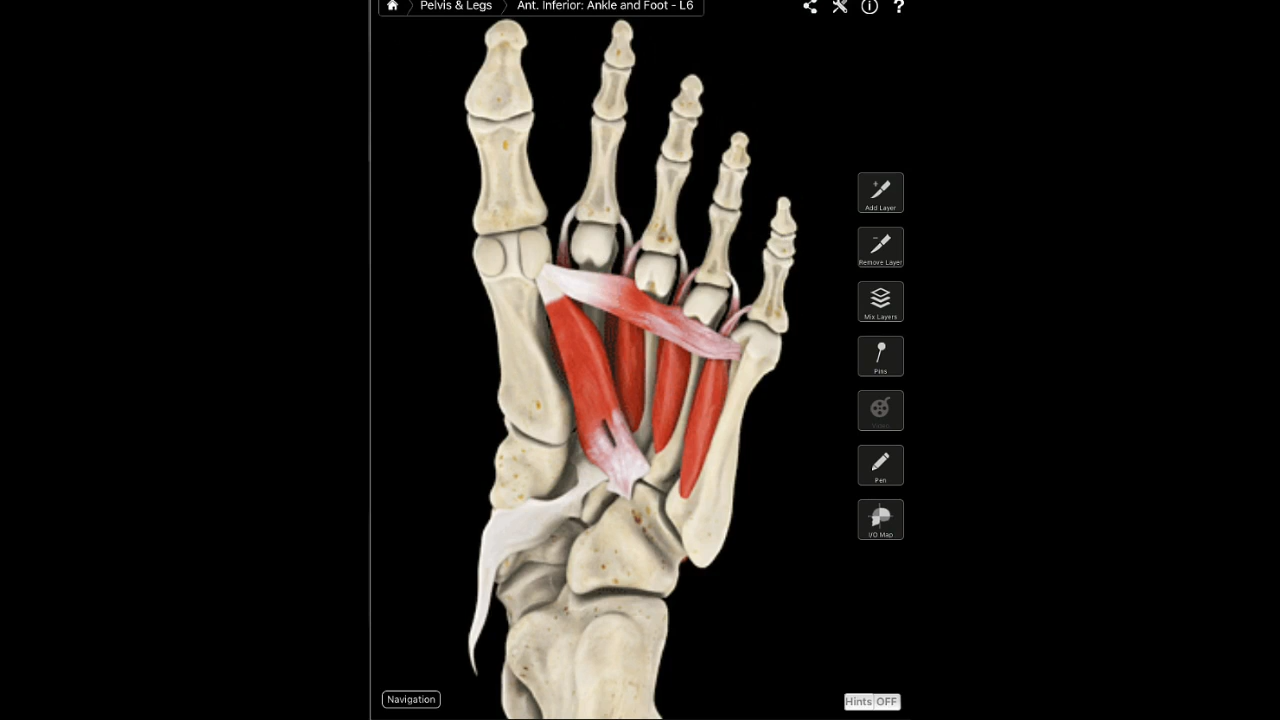 Pelvis & Legs
Ant. Inferior: Ankle and Foot - L6
?
Add Layer
Remove Layer
Mix Layers
Pins
Video
Pen
I/O Map
Navigation
Hints OFF